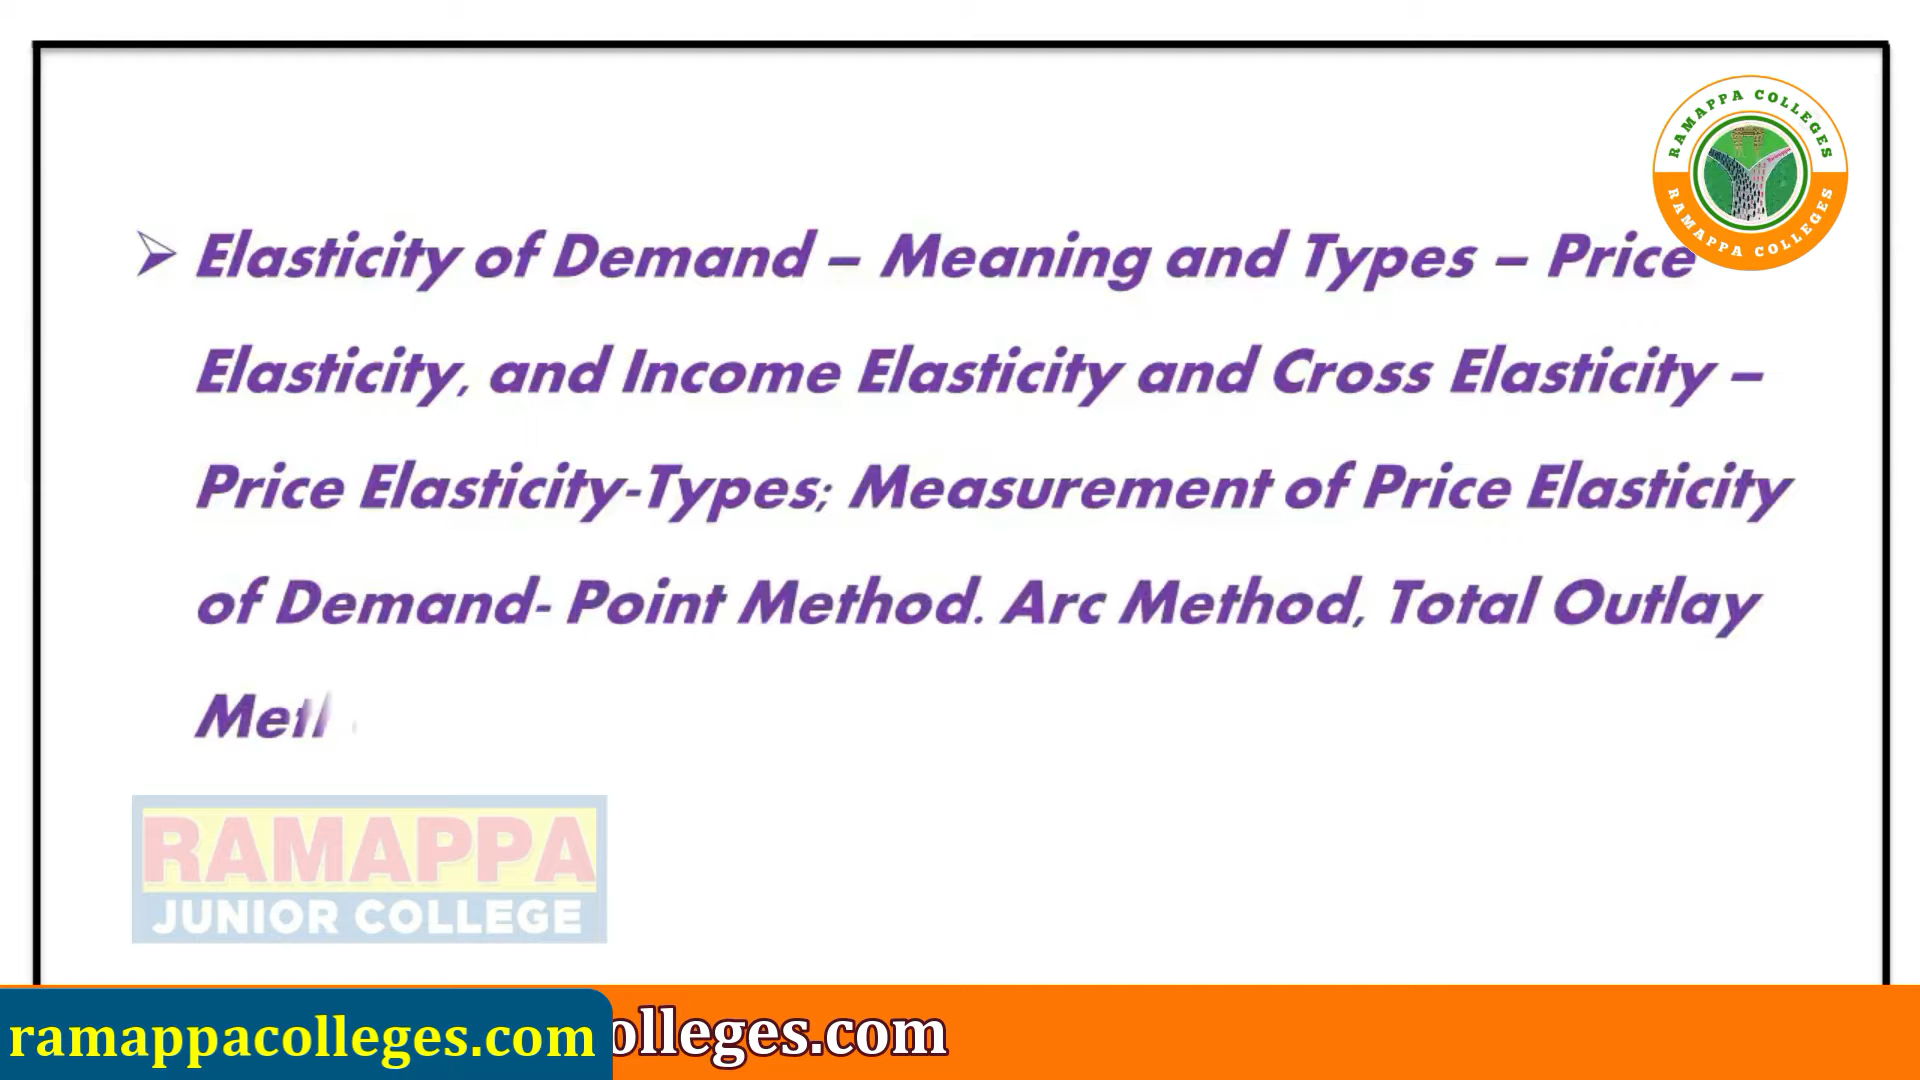 RAMAPPA COLLEGES
RAMAPPA COLLEGES
Elasticity of Demand – Meaning and Types – Price
Elasticity, and Income Elasticity and Cross Elasticity –
Price Elasticity-Types; Measurement of Price Elasticity
of Demand- Point Method. Arc Method, Total Outlay
RAMAPPA
JUNIOR COLLEGE
ramappacolleges.com
olleges.com